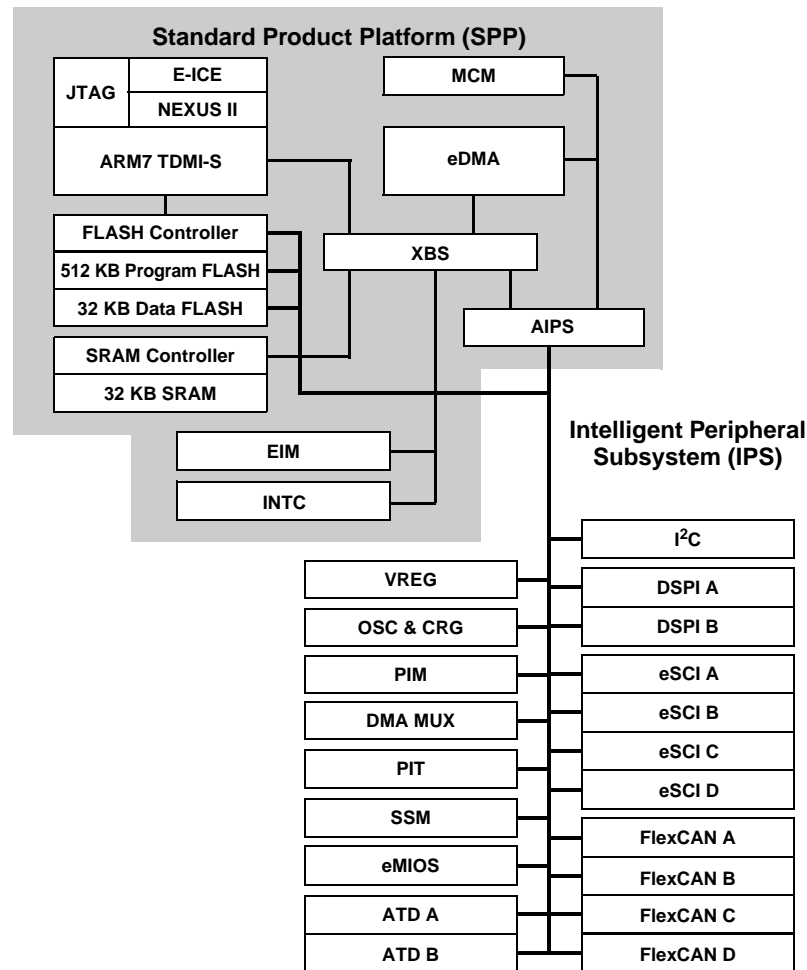 Standard Product Platform (SPP)
JTAG
E-ICE
NEXUS II
ARM7 TDMI-S
MCM
eDMA
FLASH Controller
512 KB Program FLASH
32 KB Data FLASH
XBS
AIPS
SRAM Controller
32 KB SRAM
EIM
INTC
Intelligent Peripheral
Subsystem (IPS)
I²C
DSPI A
DSPI B
eSCI A
eSCI B
eSCI C
eSCI D
FlexCAN A
FlexCAN B
FlexCAN C
FlexCAN D
VREG
OSC & CRG
PIM
DMA MUX
PIT
SSM
eMIOS
ATD A
ATD B